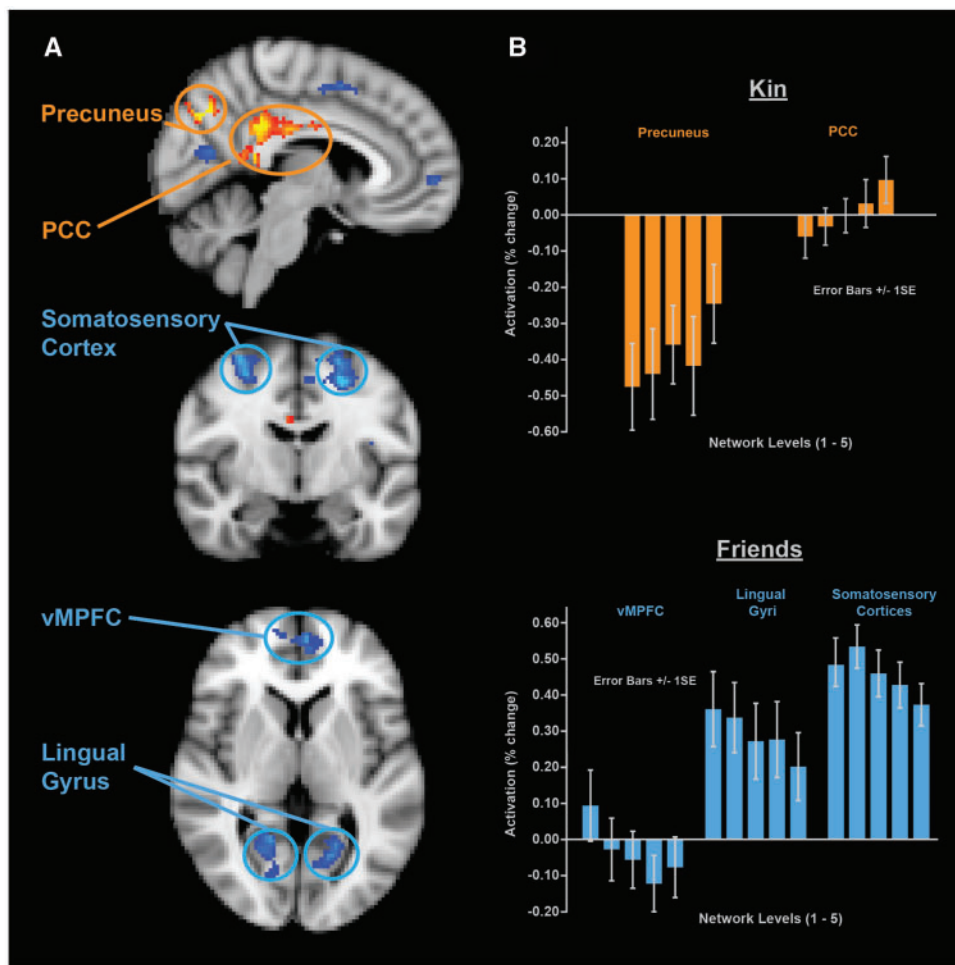 A
Precuneus
PCC
Somatosensory
Cortex
vMPFC
Lingual
Gyrus
B
Kin
Precuneus
PCC
Activation (% change)
0.10
0.00
-0.10
-0.20
-0.30
-0.40
-0.50
-0.60
Error Bars +/- 1SE
Network Levels (1 - 5)
Friends
vMPFC
Lingual
Gyri
Somatosensory
Cortices
Activation (% change)
0.60
0.50
0.40
0.30
0.20
0.10
0.00
-0.10
-0.20
Error Bars +/- 1SE
Network Levels (1 - 5)